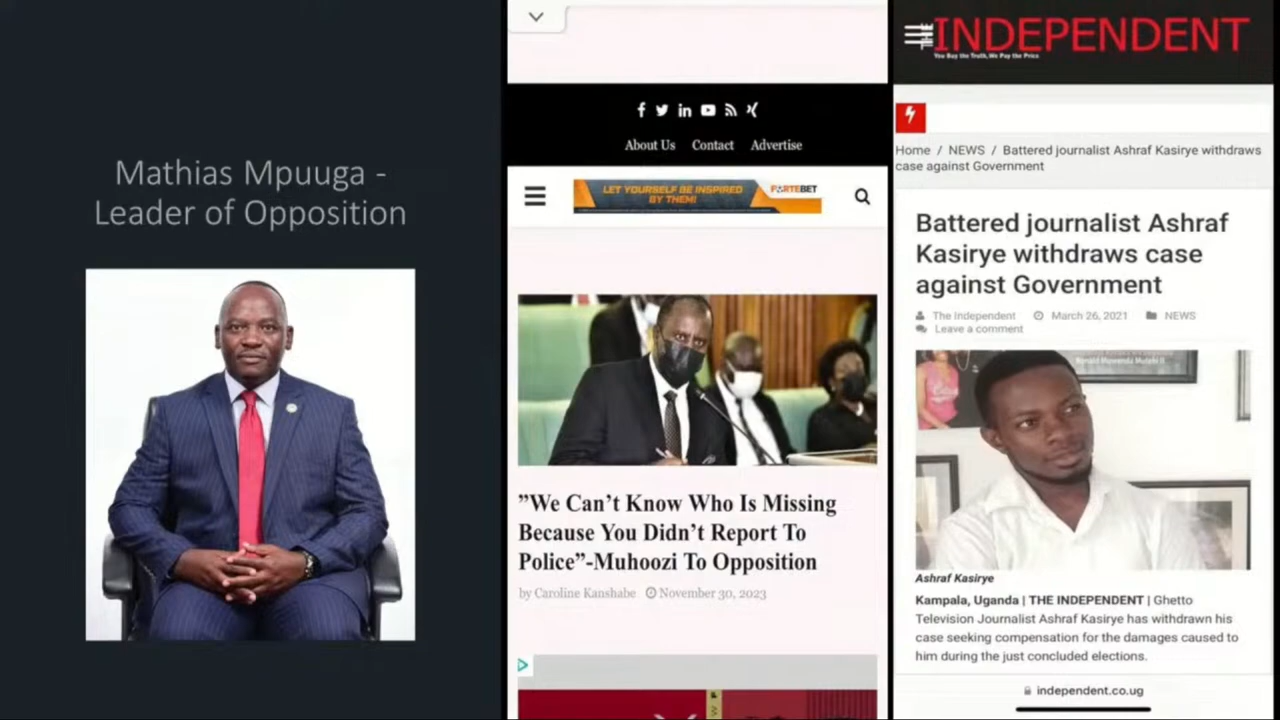 Mathias Mpuuga -
Leader of Opposition
About Us Contact Advertise
LET YOURSELF BE INSPIRED
BY THEM!
FORTEBET
"We Can't Know Who Is Missing
Because You Didn't Report To
Police"-Muhoozi To Opposition
by Caroline Kanshabe November 30, 2023
THE INDEPENDENT
You Buy the Truth, We Pay the Price
Home / NEWS / Battered journalist Ashraf Kasirye withdraws
case against Government
Battered journalist Ashraf
Kasirye withdraws case
against Government
The Independent March 26, 2021 NEWS
Leave a comment
Ashraf Kasirye
Kampala, Uganda | THE INDEPENDENT | Ghetto
Television Journalist Ashraf Kasirye has withdrawn his
case seeking compensation for the damages caused to
him during the just concluded elections.
independent.co.ug